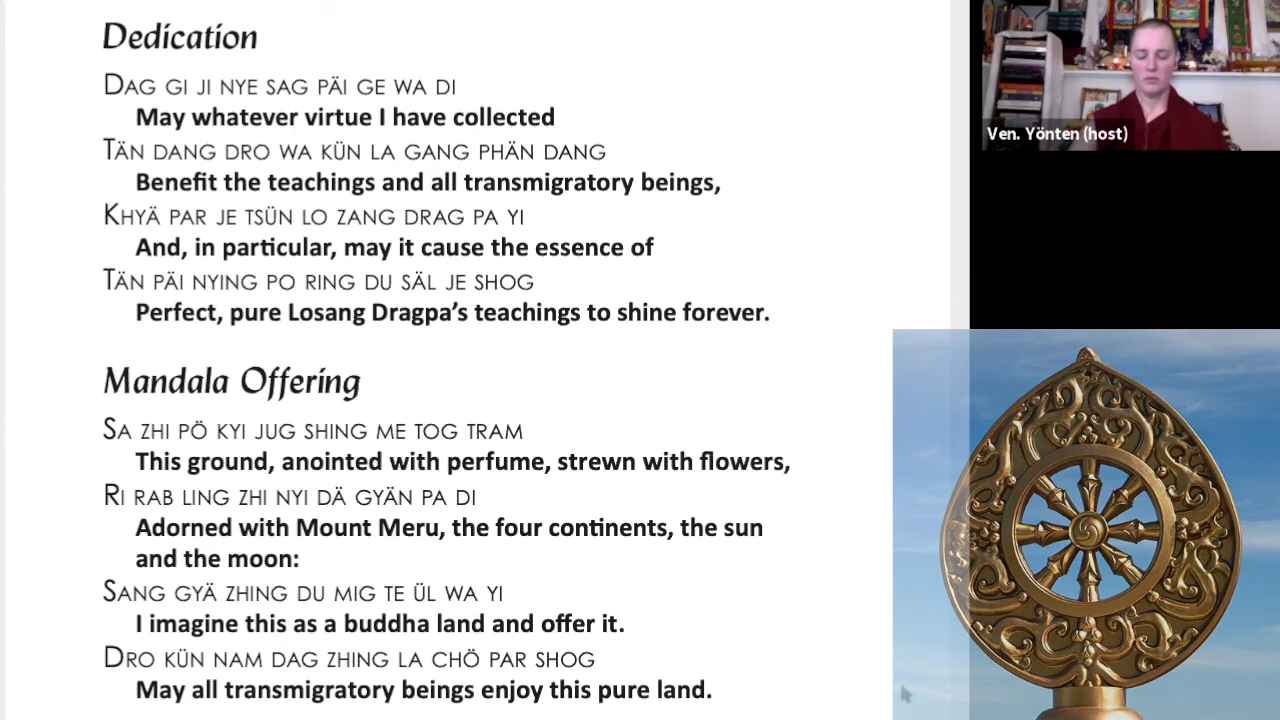 Dedication
DAG GI JI NYE SAG PÄI GE WA DI
May whatever virtue I have collected
TÄN DANG DRO WA KÜN LA GANG PHÄN DANG
Benefit the teachings and all transmigratory beings,
KHYÄ PAR JE TSÜN LO ZANG DRAG PA YI
And, in particular, may it cause the essence of
TÄN PÄI NYING PO RING DU SÄL JE SHOG
Perfect, pure Losang Dragpa's teachings to shine forever.
Mandala Offering
SA ZHI PÖ KYI JUG SHING ME TOG TRAM
This ground, anointed with perfume, strewn with flowers,
RI RAB LING ZHI NYI DÄ GYÄN PA DI
Adorned with Mount Meru, the four continents, the sun
and the moon:
SANG GYÄ ZHING DU MIG TE ÜL WA YI
I imagine this as a buddha land and offer it.
DRO KÜN NAM DAG ZHING LA CHÖ PAR SHOG
May all transmigratory beings enjoy this pure land.
Ven. Yönten (host)